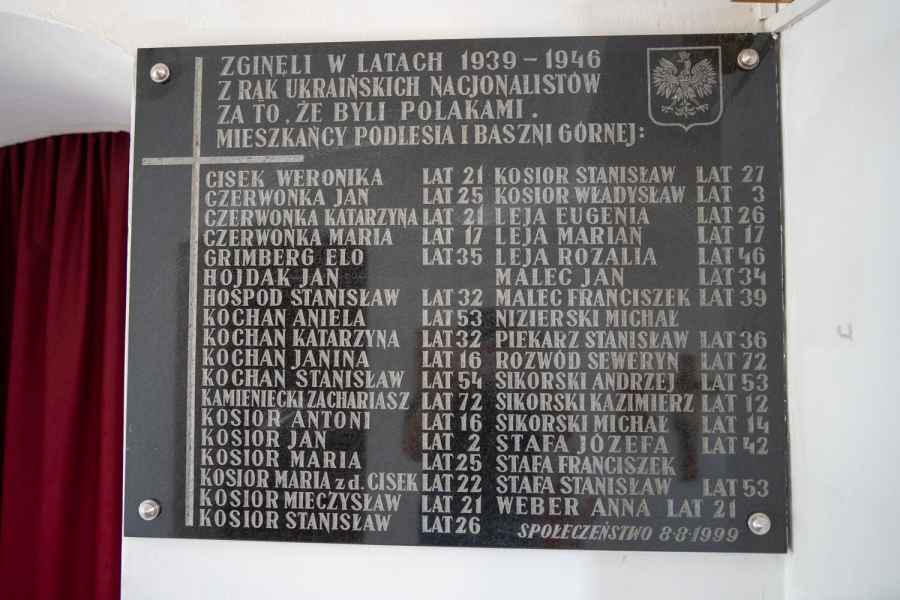 ZGINĘLI W LATACH 1939 - 1946
Z RĄK UKRAIŃSKICH NACJONALISTÓW
ZA TO, ŻE BYLI POLAKAMI.
MIESZKAŃCY PODLESIA I BASZNI GÓRNEJ:
CISEK WERONIKA LAT 21
CZERWONKA JAN LAT 25
CZERWONKA KATARZYNA LAT 21
CZERWONKA MARIA LAT 17
GRIMBERG ELO LAT 35
HOJDAK JAN
HOSPOD STANISŁAW LAT 32
KOCHAN ANIELA LAT 53
KOCHAN KATARZYNA LAT 32
KOCHAN JANINA LAT 16
KOCHAN STANISŁAW LAT 54
KAMIENIECKI ZACHARIASZ LAT 72
KOSIOR ANTONI LAT 16
KOSIOR JAN LAT 2
KOSIOR MARIA LAT 25
KOSIOR MARIA z d. CISEK LAT 22
KOSIOR MIECZYSŁAW LAT 21
KOSIOR STANISŁAW LAT 26
KOSIOR STANISŁAW LAT 27
KOSIOR WŁADYSŁAW LAT 3
LEJA EUGENIA LAT 26
LEJA MARIAN LAT 17
LEJA ROZALIA LAT 46
MALEC JAN LAT 34
MALEC FRANCISZEK LAT 39
NIZIERSKI MICHAŁ
PIEKARZ STANISŁAW LAT 36
ROZWÓD SEWERYN LAT 72
SIKORSKI ANDRZEJ LAT 53
SIKORSKI KAZIMIERZ LAT 12
SIKORSKI MICHAŁ LAT 14
STAFA JÓZEFA LAT 42
STAFA FRANCISZEK
STAFA STANISŁAW LAT 53
WEBER ANNA LAT 21
SPOŁECZEŃSTWO 8·8·1999